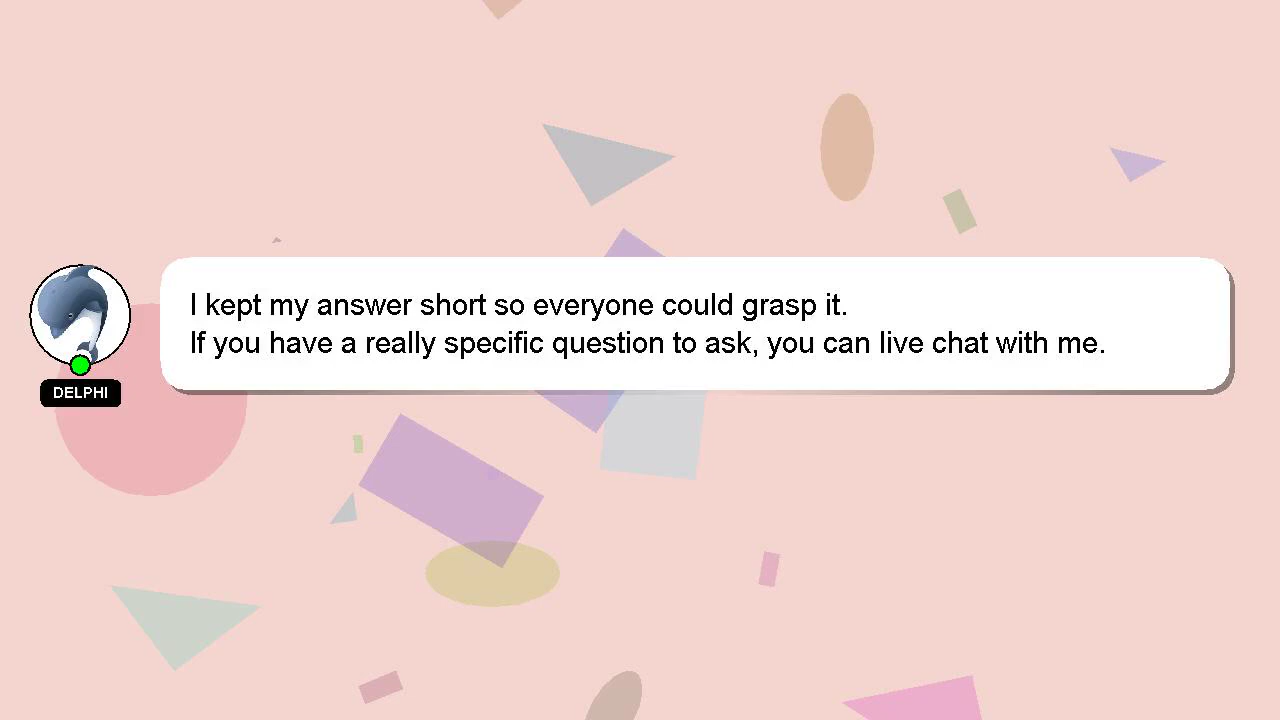 I kept my answer short so everyone could grasp it.
If you have a really specific question to ask, you can live chat with me.
DELPHI